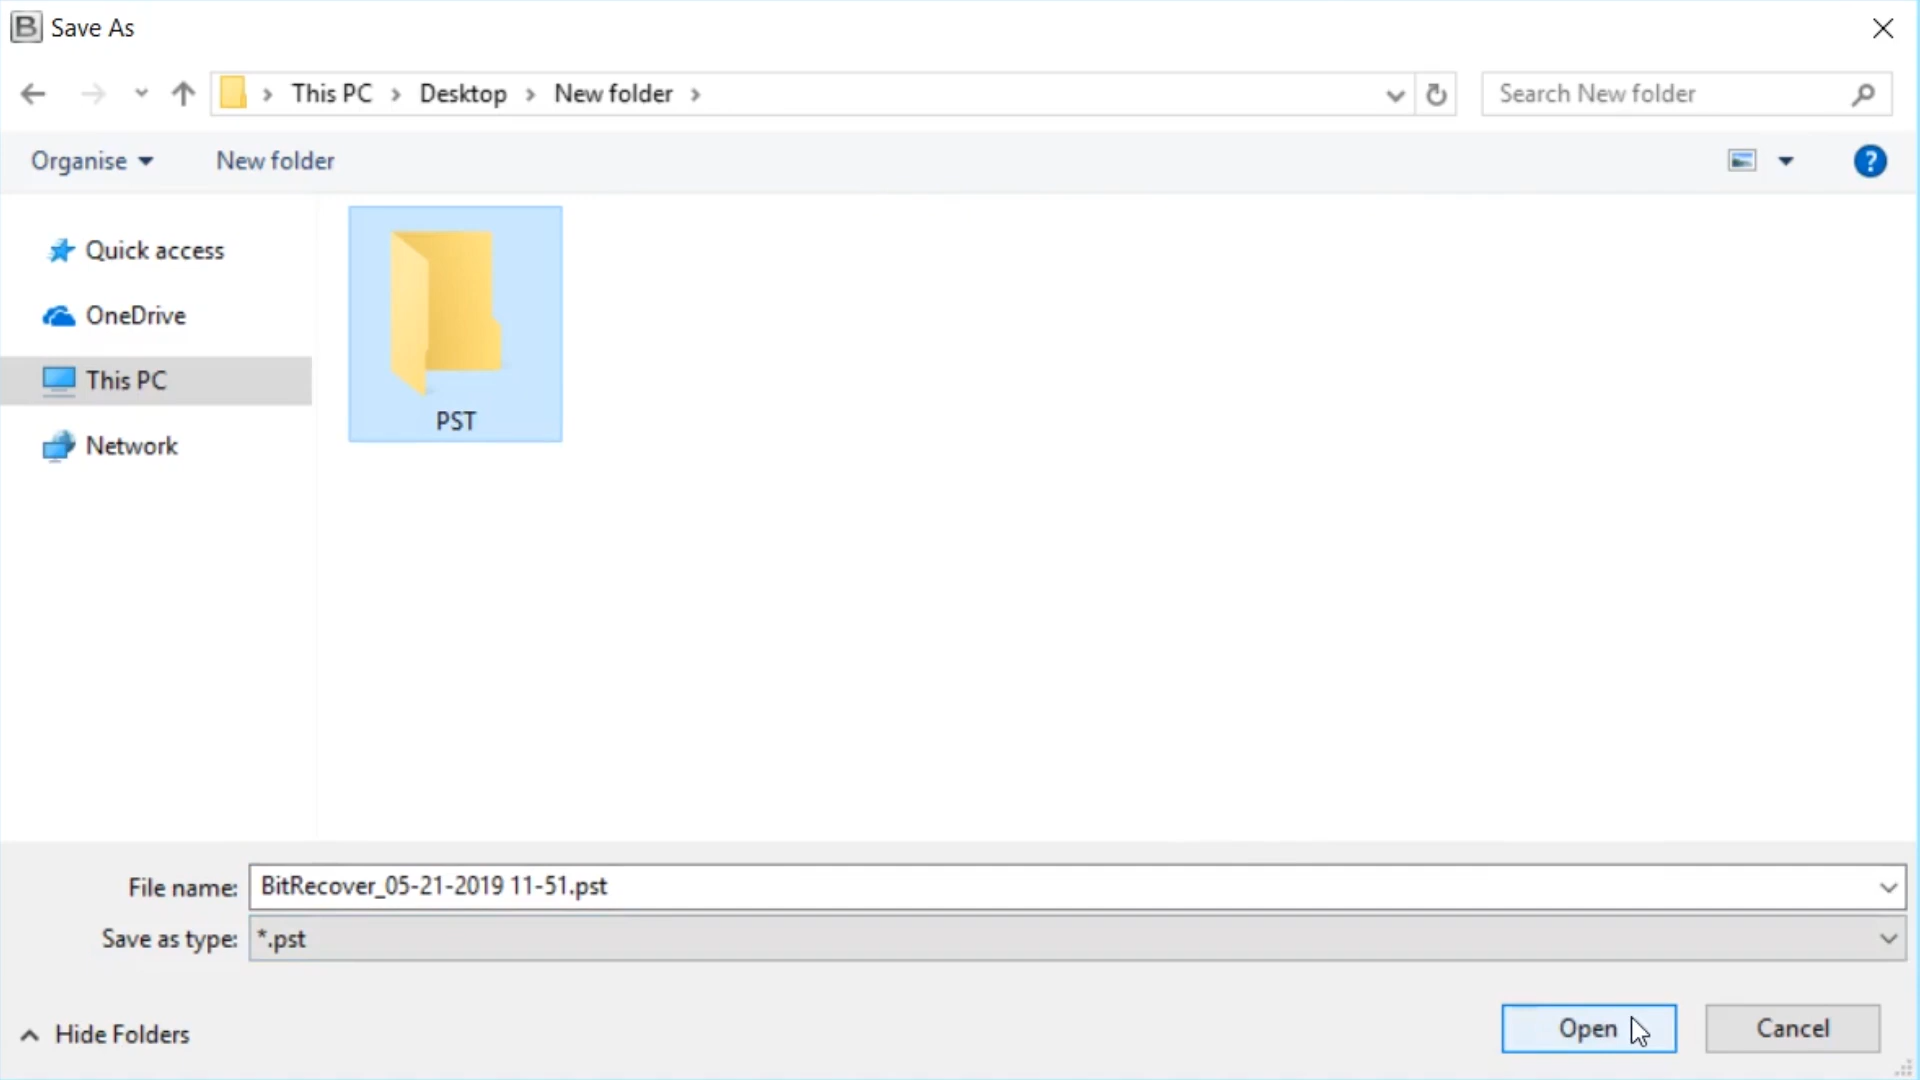 B Save As
This PC > Desktop > New folder >
Search New folder
Organise
New folder
?
Quick access
OneDrive
This PC
Network
PST
File name: BitRecover_05-21-2019 11-51.pst
Save as type: *.pst
Hide Folders
Open
Cancel